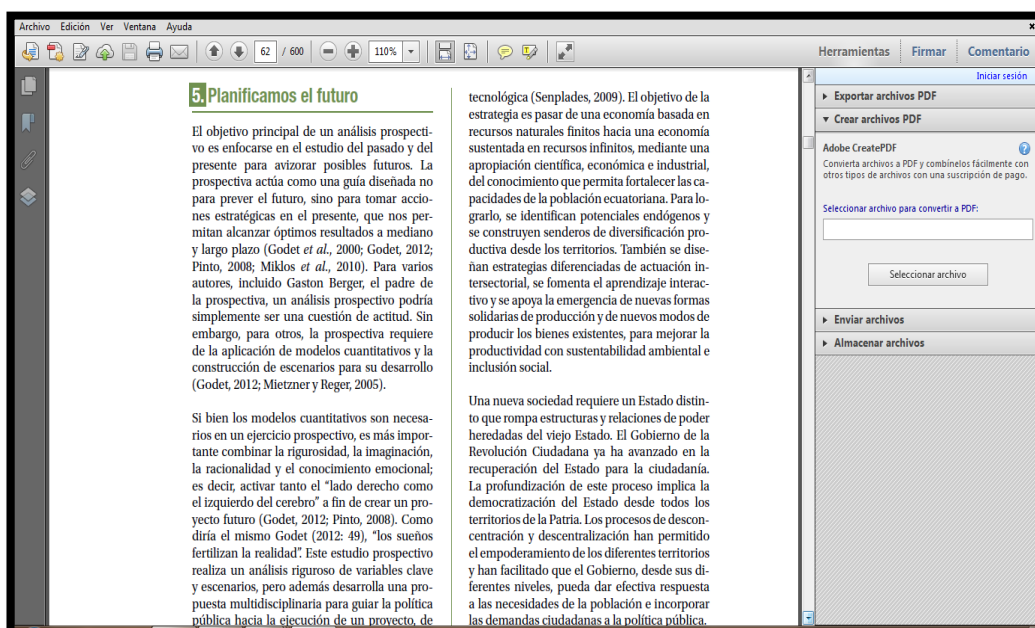 Archivo Edición Ver Ventana Ayuda
62 / 600
110%
Herramientas Firmar Comentario
5. Planificamos el futuro
El objetivo principal de un análisis prospecti-
vo es enfocarse en el estudio del pasado y del
presente para avizorar posibles futuros. La
prospectiva actúa como una guía diseñada no
para prever el futuro, sino para tomar accio-
nes estratégicas en el presente, que nos per-
mitan alcanzar óptimos resultados a mediano
y largo plazo (Godet et al., 2000; Godet, 2012;
Pinto, 2008; Miklos et al., 2010). Para varios
autores, incluido Gaston Berger, el padre de
la prospectiva, un análisis prospectivo podría
simplemente ser una cuestión de actitud. Sin
embargo, para otros, la prospectiva requiere
de la aplicación de modelos cuantitativos y la
construcción de escenarios para su desarrollo
(Godet, 2012; Mietzner y Reger, 2005).
Si bien los modelos cuantitativos son necesa-
rios en un ejercicio prospectivo, es más impor-
tante combinar la rigurosidad, la imaginación,
la racionalidad y el conocimiento emocional;
es decir, activar tanto el “lado derecho como
el izquierdo del cerebro” a fin de crear un pro-
yecto futuro (Godet, 2012; Pinto, 2008). Como
diría el mismo Godet (2012: 49), “los sueños
fertilizan la realidad”. Este estudio prospectivo
realiza un análisis riguroso de variables clave
y escenarios, pero además desarrolla una pro-
puesta multidisciplinaria para guiar la política
pública hacia la ejecución de un proyecto, de
tecnológica (Senplades, 2009). El objetivo de la
estrategia es pasar de una economía basada en
recursos naturales finitos hacia una economía
sustentada en recursos infinitos, mediante una
apropiación científica, económica e industrial,
del conocimiento que permita fortalecer las ca-
pacidades de la población ecuatoriana. Para lo-
grarlo, se identifican potenciales endógenos y
se construyen senderos de diversificación pro-
ductiva desde los territorios. También se dise-
ñan estrategias diferenciadas de actuación in-
tersectorial, se fomenta el aprendizaje interac-
tivo y se apoya la emergencia de nuevas formas
solidarias de producción y de nuevos modos de
producir los bienes existentes, para mejorar la
productividad con sustentabilidad ambiental e
inclusión social.
Una nueva sociedad requiere un Estado distin-
to que rompa estructuras y relaciones de poder
heredadas del viejo Estado. El Gobierno de la
Revolución Ciudadana ya ha avanzado en la
recuperación del Estado para la ciudadanía.
La profundización de este proceso implica la
democratización del Estado desde todos los
territorios de la Patria. Los procesos de descon-
centración y descentralización han permitido
el empoderamiento de los diferentes territorios
y han facilitado que el Gobierno, desde sus di-
ferentes niveles, pueda dar efectiva respuesta
a las necesidades de la población e incorporar
las demandas ciudadanas a la política pública.
Iniciar sesión
Exportar archivos PDF
Crear archivos PDF
Adobe CreatePDF
Convierta archivos a PDF y combínelos fácilmente con
otros tipos de archivos con una suscripción de pago.
Seleccionar archivo para convertir a PDF:
Seleccionar archivo
Enviar archivos
Almacenar archivos